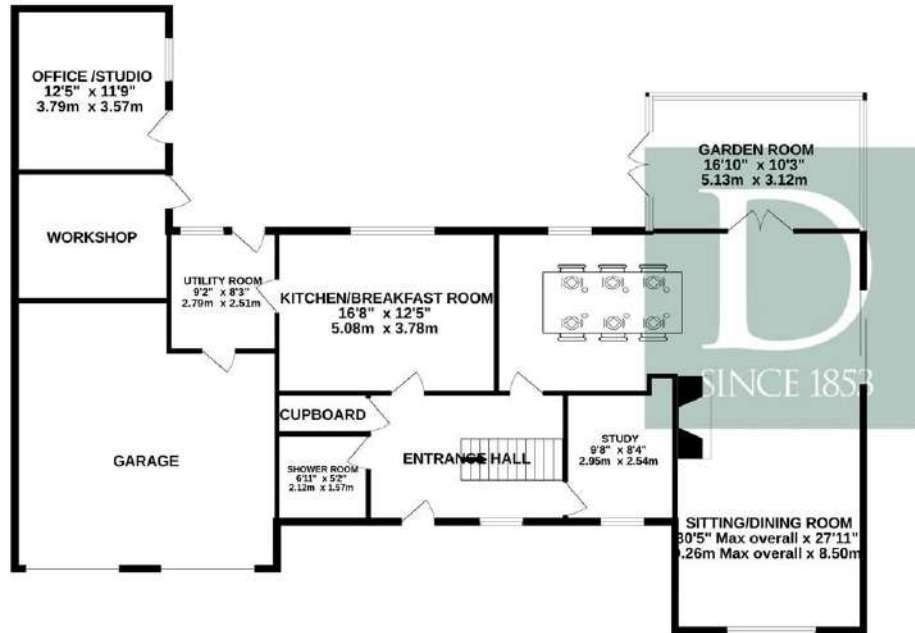 OFFICE /STUDIO
12'5" x 11'9"
3.79m x 3.57m
GARDEN ROOM
16'10" x 10'3"
5.13m x 3.12m
WORKSHOP
UTILITY ROOM
9'2" x 8'3"
2.79m x 2.51m
KITCHEN/BREAKFAST ROOM
16'8" x 12'5"
5.08m x 3.78m
D
SINCE 1853
CUPBOARD
GARAGE
SHOWER ROOM
6'11" x 5'2"
2.12m x 1.57m
ENTRANCE HALL
STUDY
9'8" x 8'4"
2.95m x 2.54m
SITTING/DINING ROOM
30'5" Max overall x 27'11"
9.26m Max overall x 8.50m